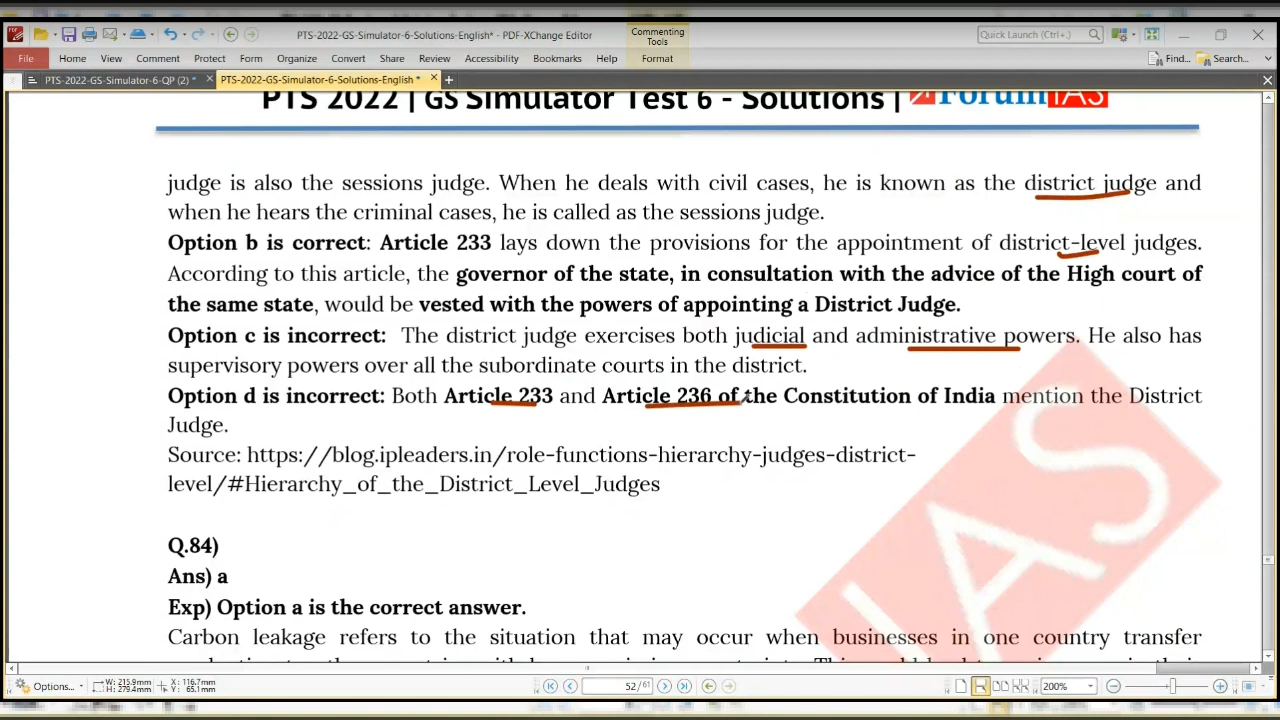 PTS-2022-GS-Simulator-6-Solutions-English* - PDF-XChange Editor
Commenting
Tools
Quick Launch (Ctrl+.)
File Home View Comment Protect Form Organize Convert Share Review Accessibility Bookmarks Help Format Find... Search...
PTS-2022-GS-Simulator-6-QP (2) * PTS-2022-GS-Simulator-6-Solutions-English *
PTS 2022 | GS Simulator Test 6 - Solutions | ForumIAS
judge is also the sessions judge. When he deals with civil cases, he is known as the district judge and
when he hears the criminal cases, he is called as the sessions judge.
Option b is correct: Article 233 lays down the provisions for the appointment of district-level judges.
According to this article, the governor of the state, in consultation with the advice of the High court of
the same state, would be vested with the powers of appointing a District Judge.
Option c is incorrect: The district judge exercises both judicial and administrative powers. He also has
supervisory powers over all the subordinate courts in the district.
Option d is incorrect: Both Article 233 and Article 236 of the Constitution of India mention the District
Judge.
Source: https://blog.ipleaders.in/role-functions-hierarchy-judges-district-
level/#Hierarchy_of_the_District_Level_Judges
Q.84)
Ans) a
Exp) Option a is the correct answer.
Carbon leakage refers to the situation that may occur when businesses in one country transfer
IAS
Options... W: 215.9mm X: 116.7mm
H: 279.4mm Y: 65.1mm
52 /61
200%